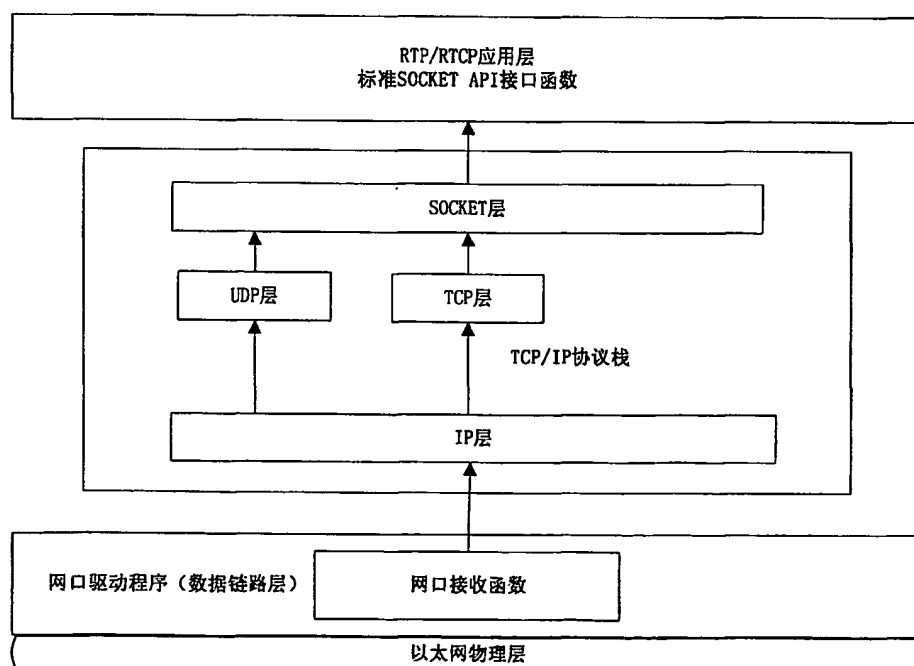 RTP/RTCP应用层
标准SOCKET API接口函数
SOCKET层
UDP层
TCP层
TCP/IP协议栈
IP层
网口驱动程序（数据链路层）
网口接收函数
以太网物理层